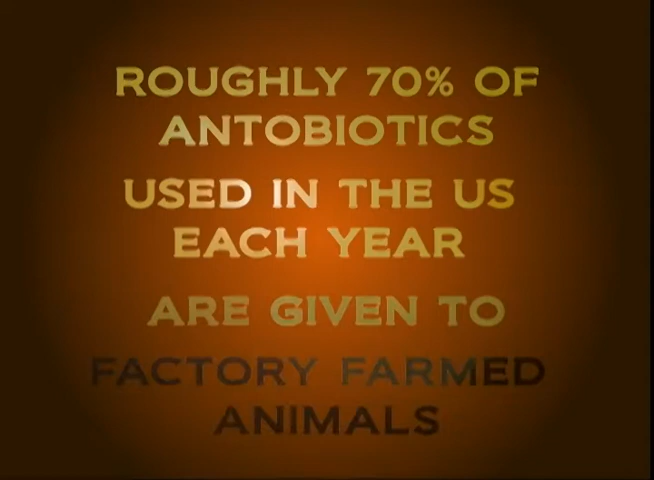 ROUGHLY 70% OF
ANTOBIOTICS
USED IN THE US
EACH YEAR
ARE GIVEN TO
FACTORY FARMED
ANIMALS